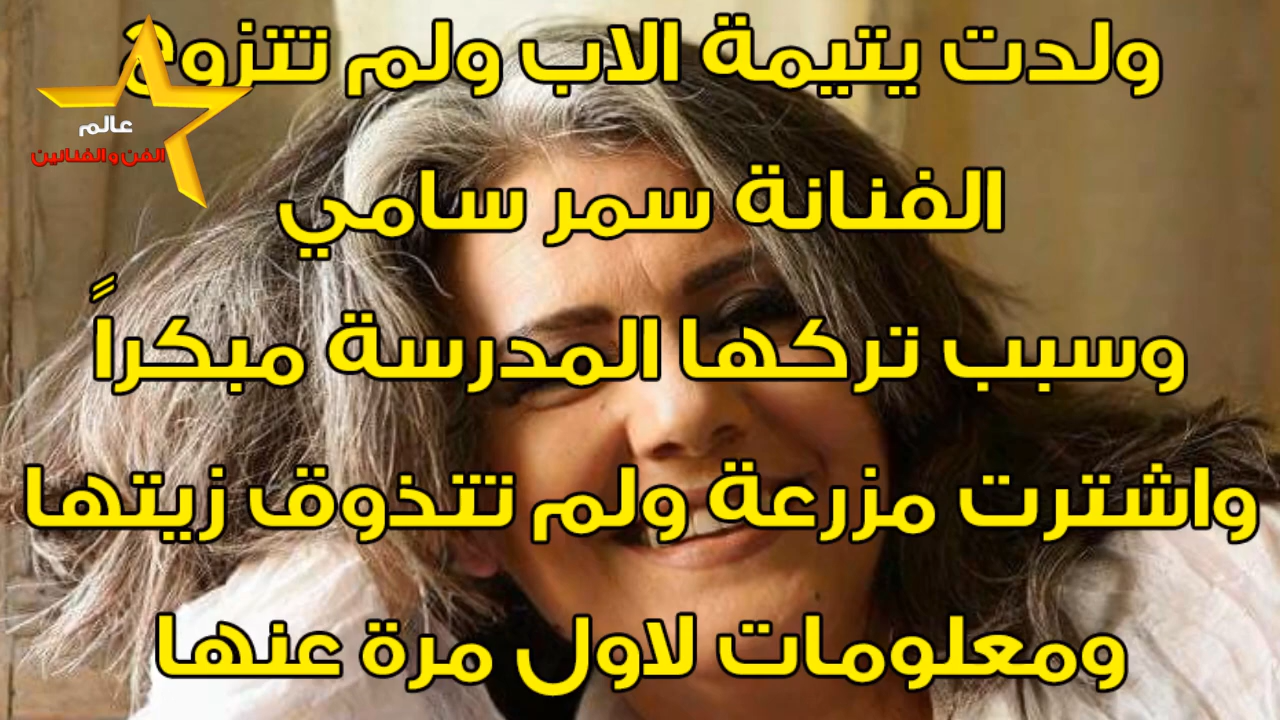 ولدت يتيمة الاب ولم تتزوج
عالم
الفن والفنانين
الفنانة سمر سامي
وسبب تركها المدرسة مبكراً
واشترت مزرعة ولم تتذوق زيتها
ومعلومات لاول مرة عنها